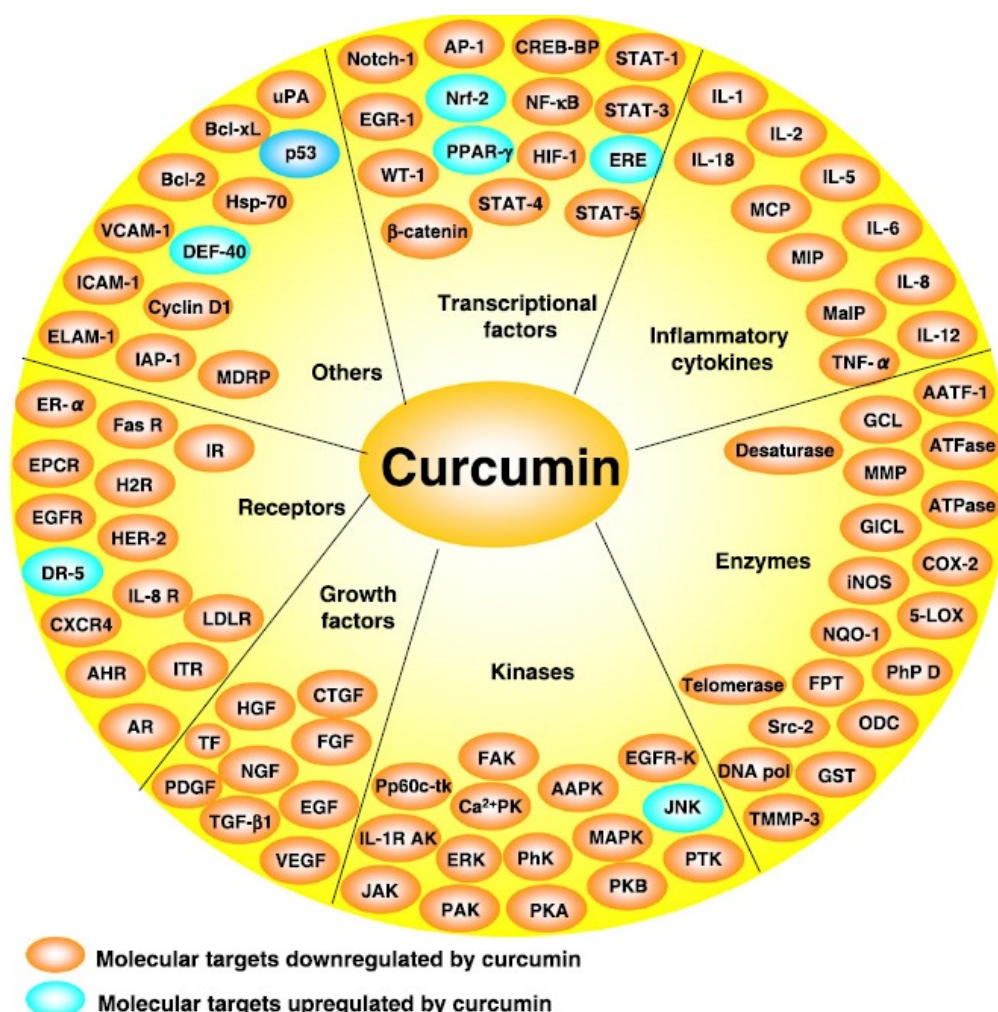 Curcumin
Transcriptional
factors
Notch-1
AP-1
CREB-BP
STAT-1
EGR-1
Nrf-2
NF-κB
STAT-3
WT-1
PPAR-γ
HIF-1
ERE
β-catenin
STAT-4
STAT-5
Inflammatory
cytokines
IL-1
IL-2
IL-18
IL-5
MCP
IL-6
MIP
IL-8
MaIP
IL-12
TNF-α
Enzymes
AATF-1
GCL
Desaturase
ATFase
MMP
ATPase
GICL
COX-2
iNOS
5-LOX
NQO-1
PhP D
Telomerase
FPT
Src-2
ODC
DNA pol
GST
TMMP-3
Kinases
FAK
EGFR-K
Pp60c-tk
Ca²⁺PK
AAPK
JNK
IL-1R AK
ERK
PhK
MAPK
PTK
JAK
PAK
PKA
PKB
Growth
factors
CTGF
HGF
TF
FGF
NGF
PDGF
EGF
TGF-β1
VEGF
Receptors
ER-α
Fas R
IR
EPCR
H2R
EGFR
HER-2
DR-5
IL-8 R
CXCR4
LDLR
AHR
ITR
AR
Others
uPA
Bcl-xL
p53
Bcl-2
Hsp-70
VCAM-1
DEF-40
ICAM-1
Cyclin D1
ELAM-1
IAP-1
MDRP
Molecular targets downregulated by curcumin
Molecular targets upregulated by curcumin